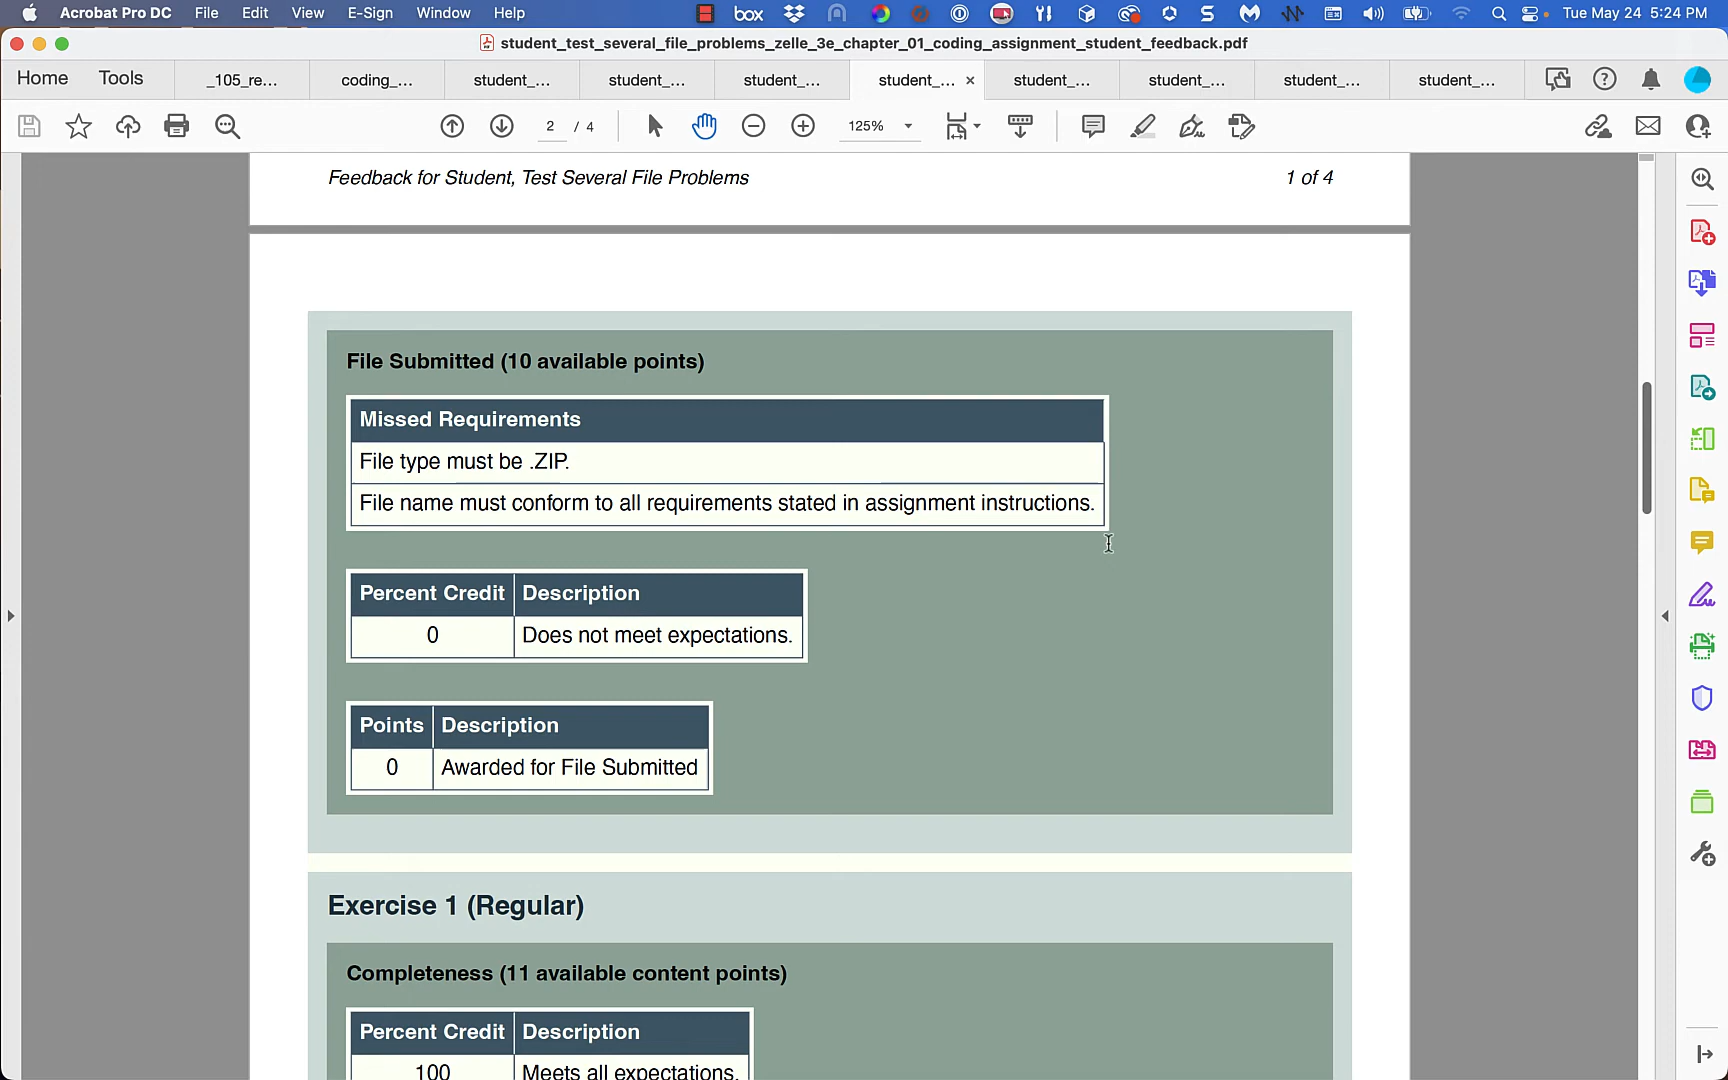 Acrobat Pro DC File Edit View E-Sign Window Help box Tue May 24 5:24 PM
student_test_several_file_problems_zelle_3e_chapter_01_coding_assignment_student_feedback.pdf
Home Tools _105_re... coding_... student_... student_... student_... student_... × student_... student_... student_... student_...
2 / 4 125%
Feedback for Student, Test Several File Problems 1 of 4
File Submitted (10 available points)
Missed Requirements
File type must be .ZIP.
File name must conform to all requirements stated in assignment instructions.
Percent Credit Description
0 Does not meet expectations.
Points Description
0 Awarded for File Submitted
Exercise 1 (Regular)
Completeness (11 available content points)
Percent Credit Description
100 Meets all expectations.